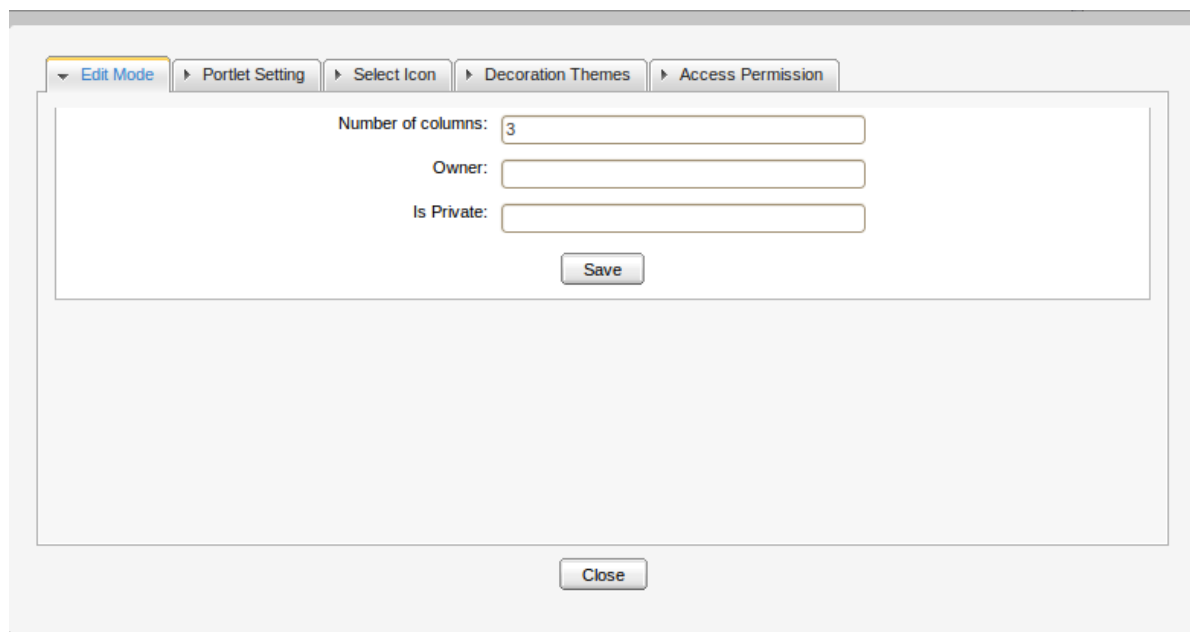 Edit Mode Portlet Setting Select Icon Decoration Themes Access Permission
Number of columns: 3
Owner:
Is Private:
Save
Close